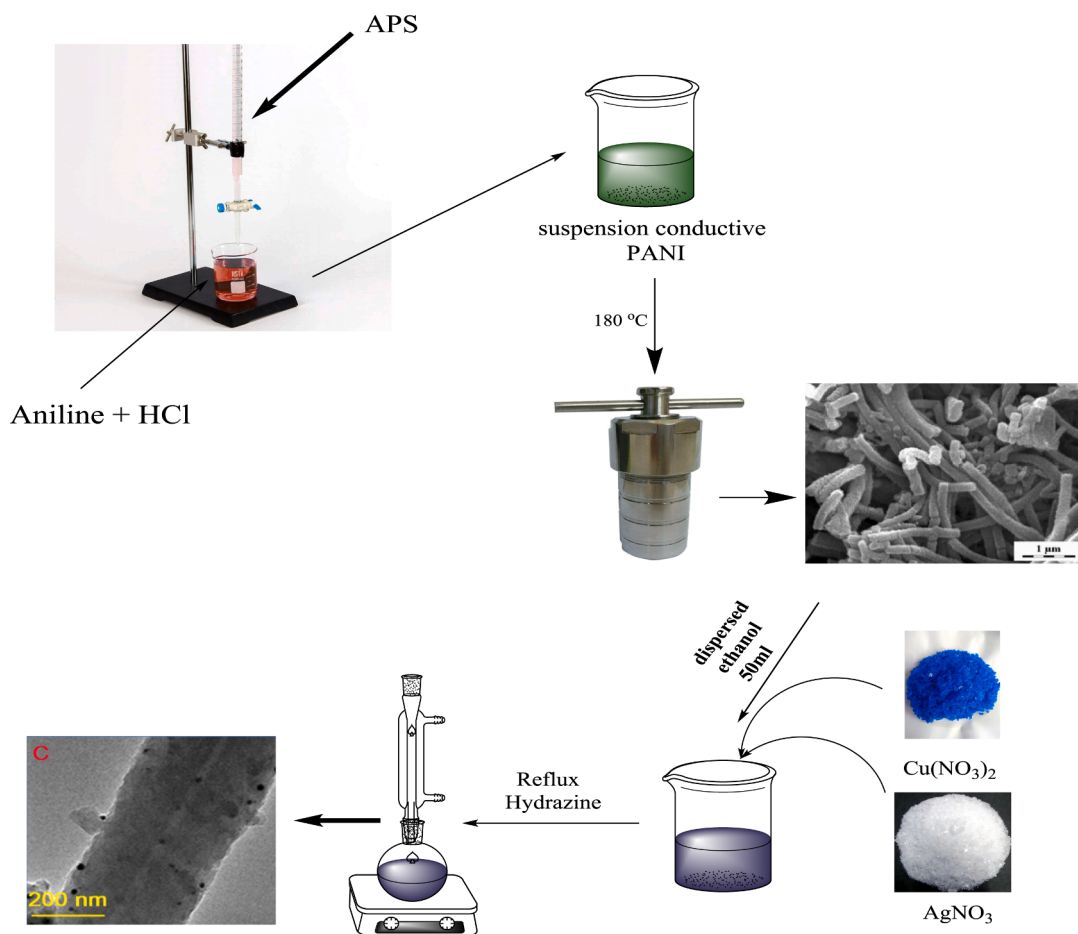 APS
Aniline + HCl
suspension conductive
PANI
180 °C
1 µm
dispersed
ethanol
50ml
Cu(NO₃)₂
AgNO₃
Reflux
Hydrazine
C
200 nm